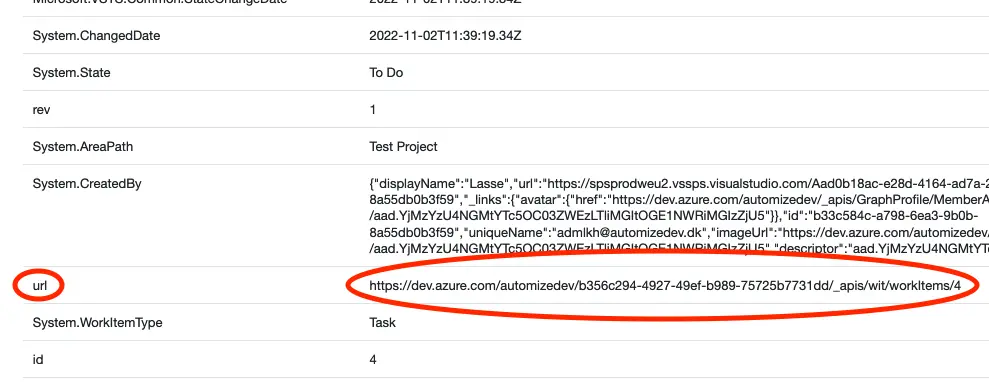 Microsoft.VSTS.Common.StateChangeDate 2022-11-02T11:39:19.34Z
System.ChangedDate 2022-11-02T11:39:19.34Z
System.State To Do
rev 1
System.AreaPath Test Project
System.CreatedBy {"displayName":"Lasse","url":"https://spsprodweu2.vssps.visualstudio.com/Aad0b18ac-e28d-4164-ad7a-2
8a55db0b3f59","_links":{"avatar":{"href":"https://dev.azure.com/automizedev/_apis/GraphProfile/MemberA
/aad.YjMzYzU4NGMtYTc5OC03ZWEzLTliMGItOGE1NWRiMGIzZjU5"}},"id":"b33c584c-a798-6ea3-9b0b-
8a55db0b3f59","uniqueName":"admlkh@automizedev.dk","imageUrl":"https://dev.azure.com/automizedev/
/aad.YjMzYzU4NGMtYTc5OC03ZWEzLTliMGItOGE1NWRiMGIzZjU5","descriptor":"aad.YjMzYzU4NGMtYTc5
url https://dev.azure.com/automizedev/b356c294-4927-49ef-b989-75725b7731dd/_apis/wit/workItems/4
System.WorkItemType Task
id 4